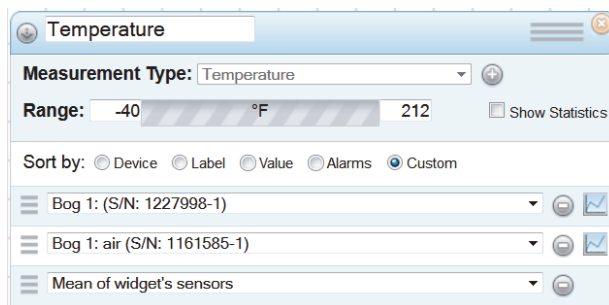 Temperature
Measurement Type: Temperature
Range: -40 °F 212 Show Statistics
Sort by: Device Label Value Alarms Custom
Bog 1: (S/N: 1227998-1)
Bog 1: air (S/N: 1161585-1)
Mean of widget's sensors